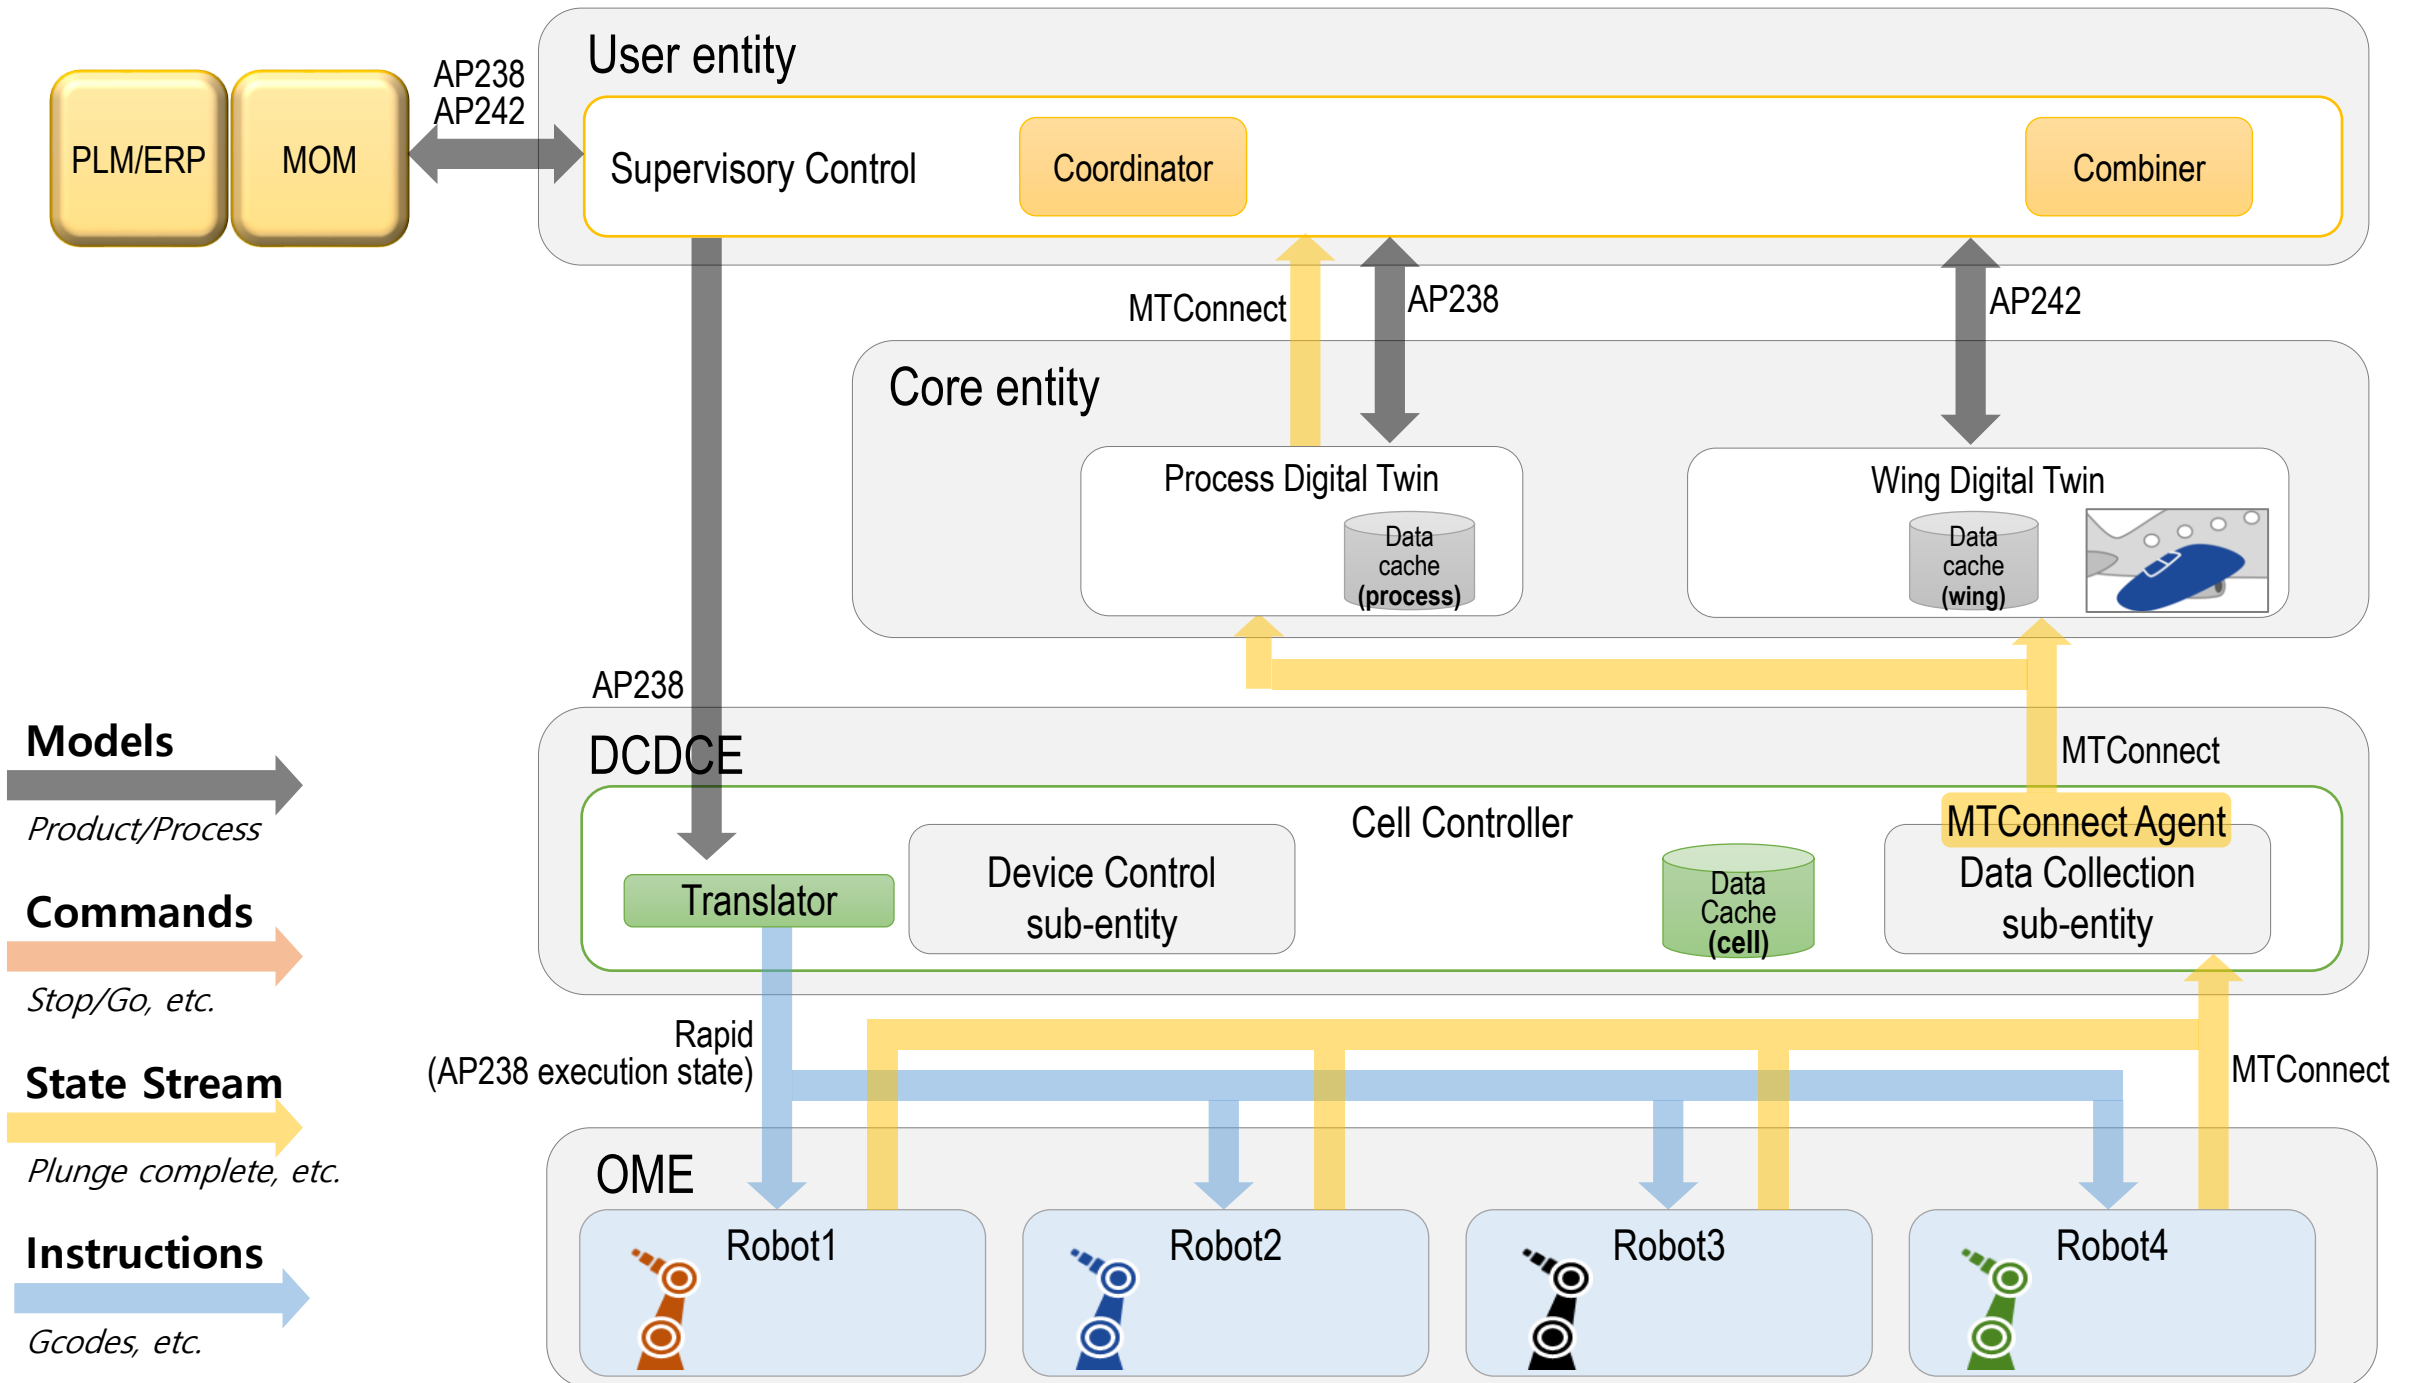 User entity
AP238
AP242
PLM/ERP
MOM
Supervisory Control
Coordinator
Combiner
MTConnect
AP238
AP242
Core entity
Process Digital Twin
Data
cache
(process)
Wing Digital Twin
Data
cache
(wing)
AP238
DCDCE
MTConnect
Cell Controller
MTConnect Agent
Translator
Device Control
sub-entity
Data
Cache
(cell)
Data Collection
sub-entity
Rapid
(AP238 execution state)
MTConnect
OME
Robot1
Robot2
Robot3
Robot4
Models
Product/Process
Commands
Stop/Go, etc.
State Stream
Plunge complete, etc.
Instructions
Gcodes, etc.